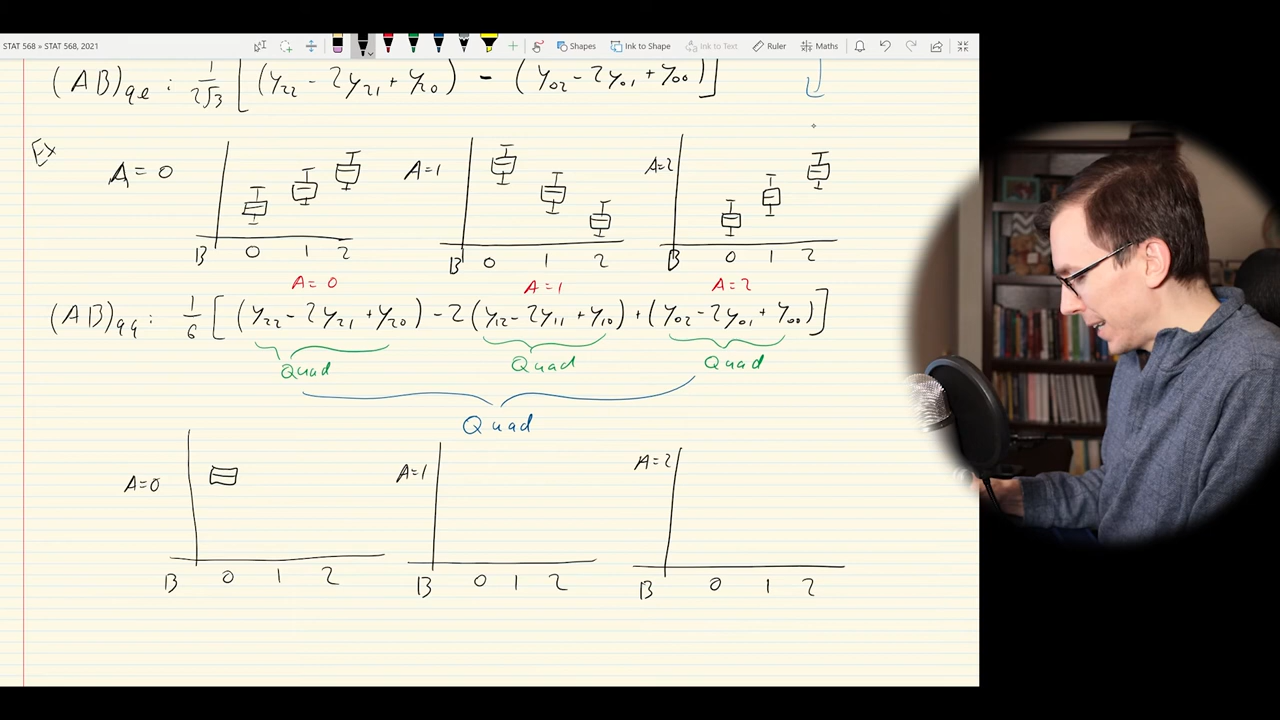 STAT 568 » STAT 568, 2021
Shapes Ink to Shape Ink to Text Ruler Maths
(AB)qe : 1/2√3 [(y22 - 2y21 + y20) - (y02 - 2y01 + y00)]
Ex
A = 0 A=1 A=2
B 0 1 2 B 0 1 2 B 0 1 2
A = 0 A=1 A=2
(AB)qq : 1/6 [(y22 - 2y21 + y20) - 2(y12 - 2y11 + y10) + (y02 - 2y01 + y00)]
Quad Quad Quad
Quad
A=0 A=1 A=2
B 0 1 2 B 0 1 2 B 0 1 2